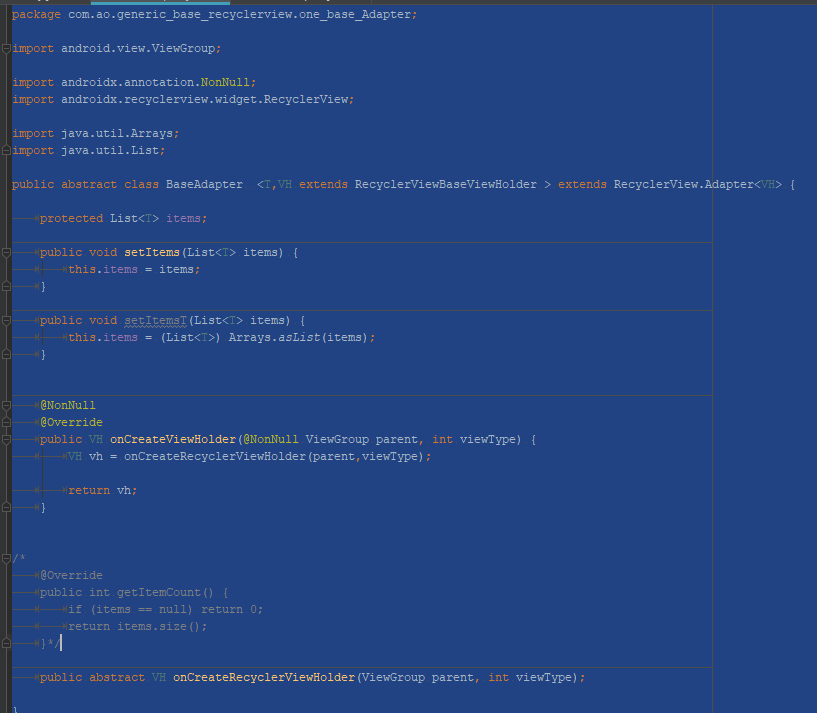 package com.ao.generic_base_recyclerview.one_base_Adapter;
import android.view.ViewGroup;
import androidx.annotation.NonNull;
import androidx.recyclerview.widget.RecyclerView;
import java.util.Arrays;
import java.util.List;
public abstract class BaseAdapter  <T,VH extends RecyclerViewBaseViewHolder > extends RecyclerView.Adapter<VH> {
protected List<T> items;
public void setItems(List<T> items) {
this.items = items;
}
public void setItemsT(List<T> items) {
this.items = (List<T>) Arrays.asList(items);
}
@NonNull
@Override
public VH onCreateViewHolder(@NonNull ViewGroup parent, int viewType) {
VH vh = onCreateRecyclerViewHolder(parent,viewType);
return vh;
}
/*
@Override
public int getItemCount() {
if (items == null) return 0;
return items.size();
}*/
public abstract VH onCreateRecyclerViewHolder(ViewGroup parent, int viewType);
}